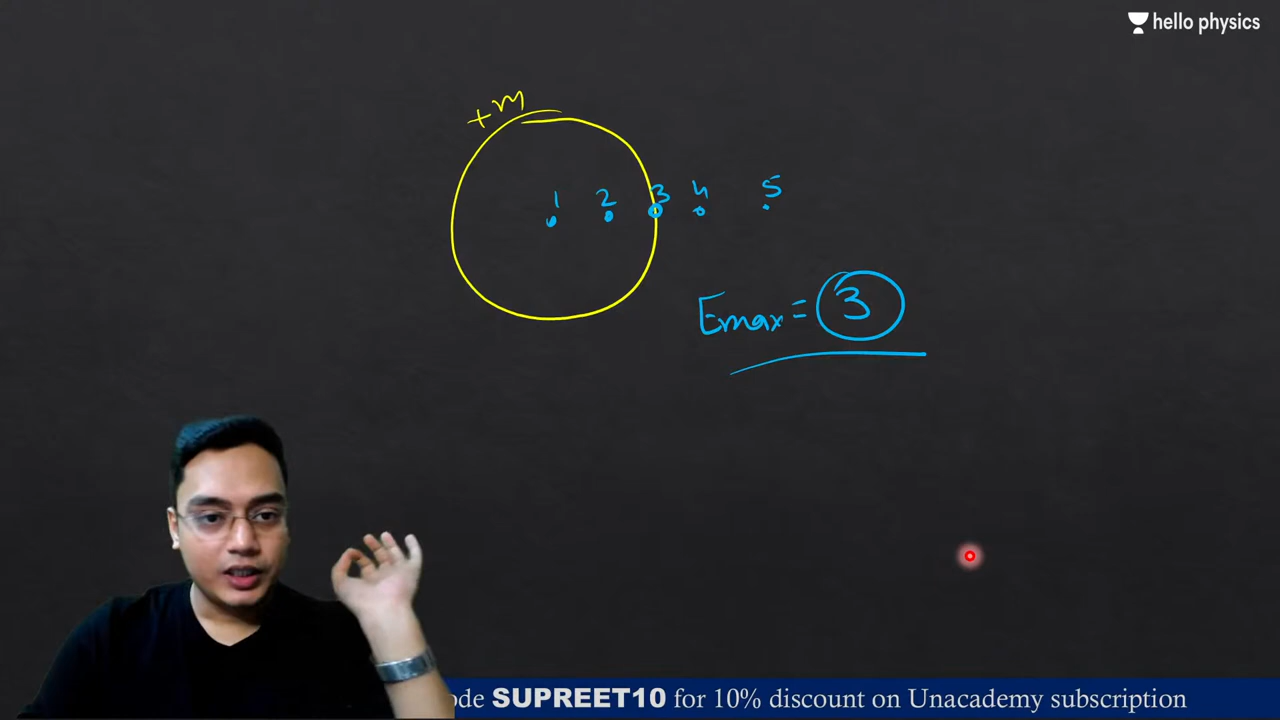 hello physics
+m
1 2 3 4 5
Emax = 3
ode SUPREET10 for 10% discount on Unacademy subscription